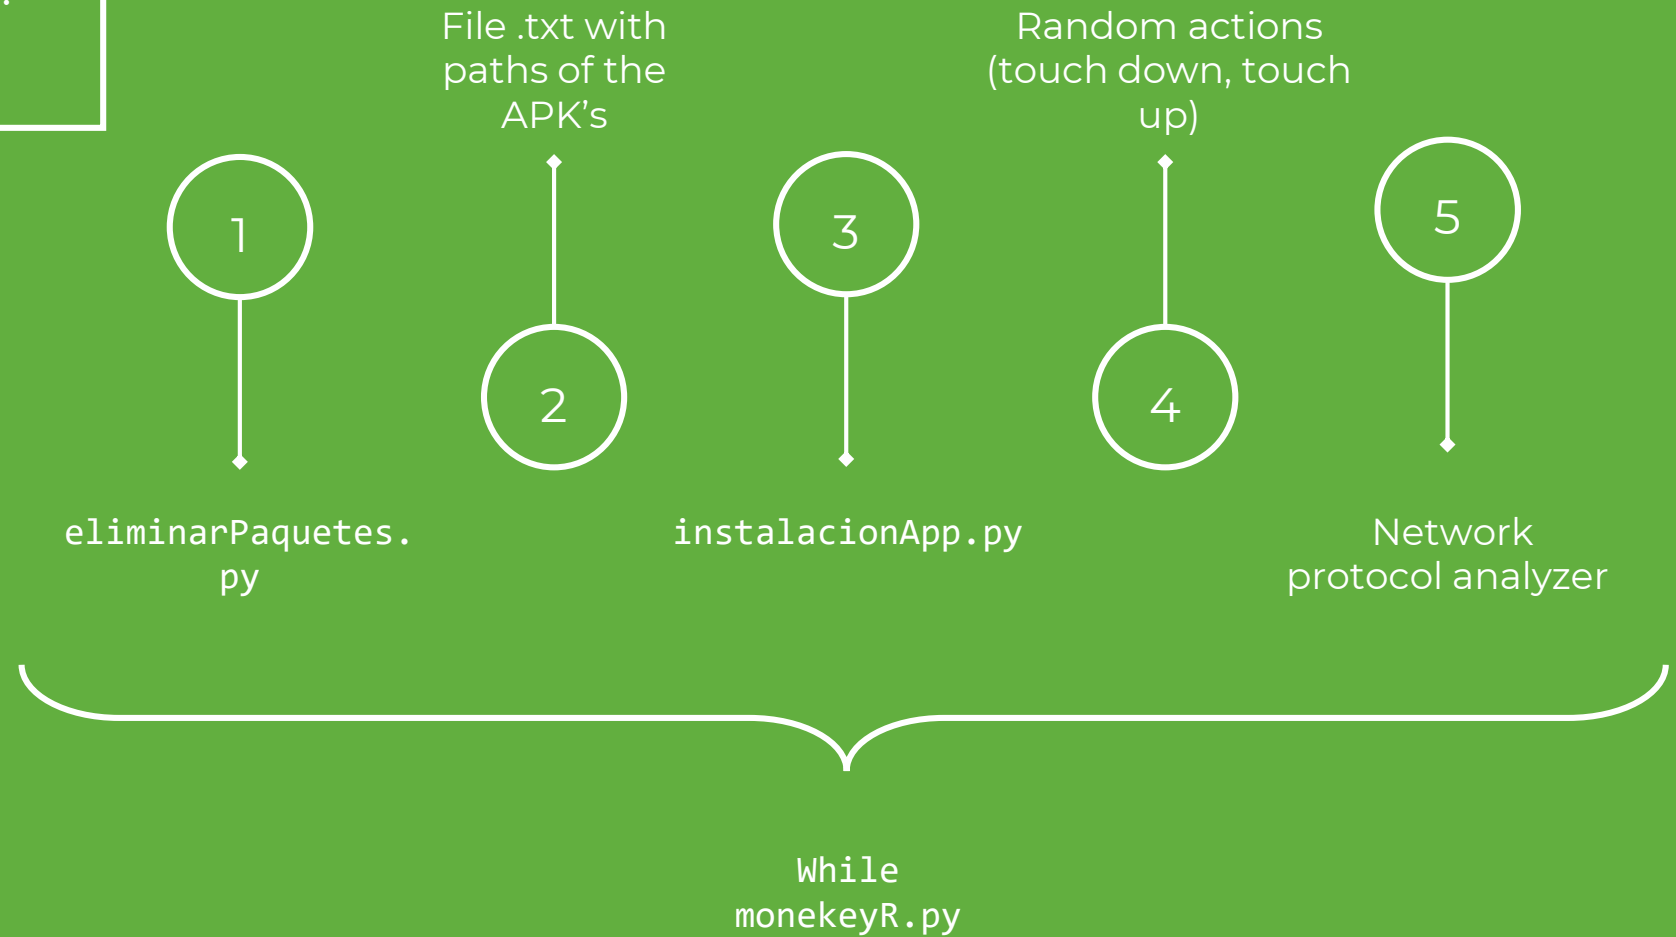 File .txt with
paths of the
APK's
Random actions
(touch down, touch
up)
1
2
3
4
5
eliminarPaquetes.
py
instalacionApp.py
Network
protocol analyzer
While
monekeyR.py